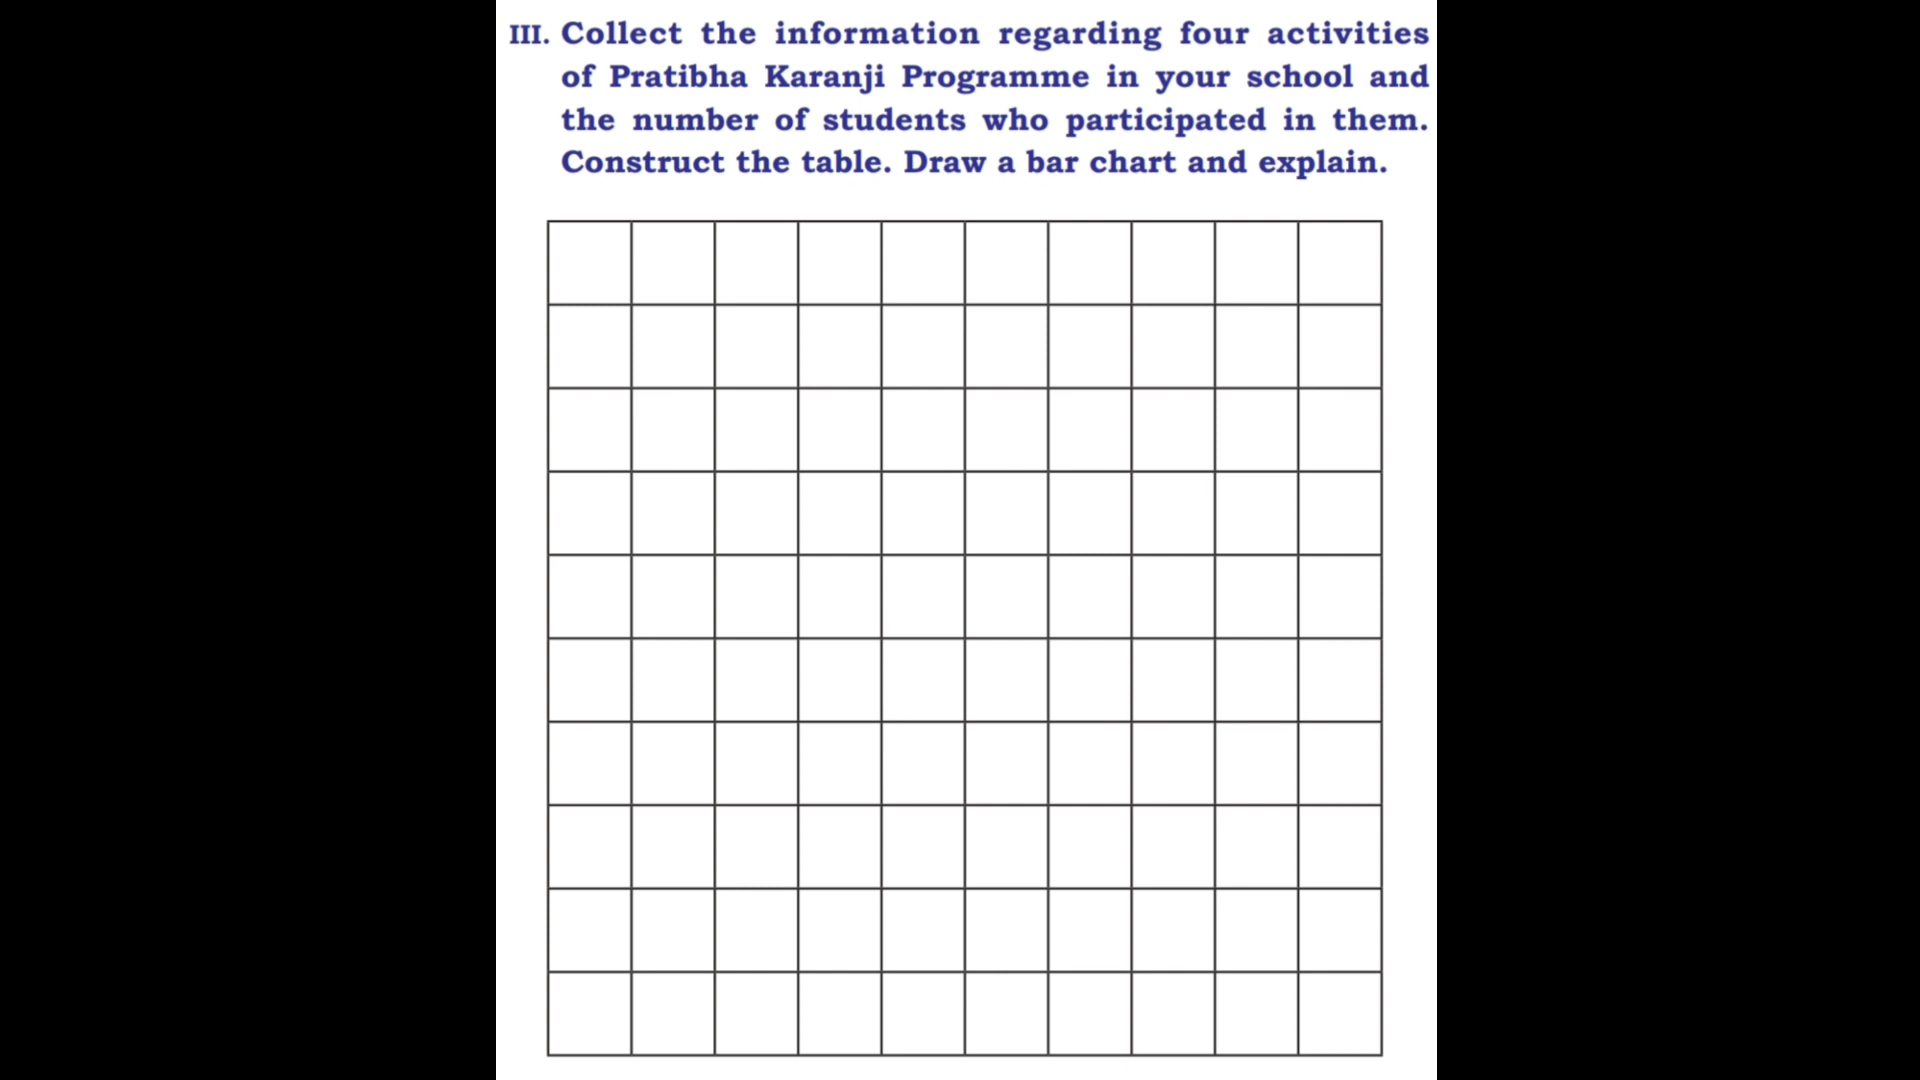 III. Collect the information regarding four activities
of Pratibha Karanji Programme in your school and
the number of students who participated in them.
Construct the table. Draw a bar chart and explain.